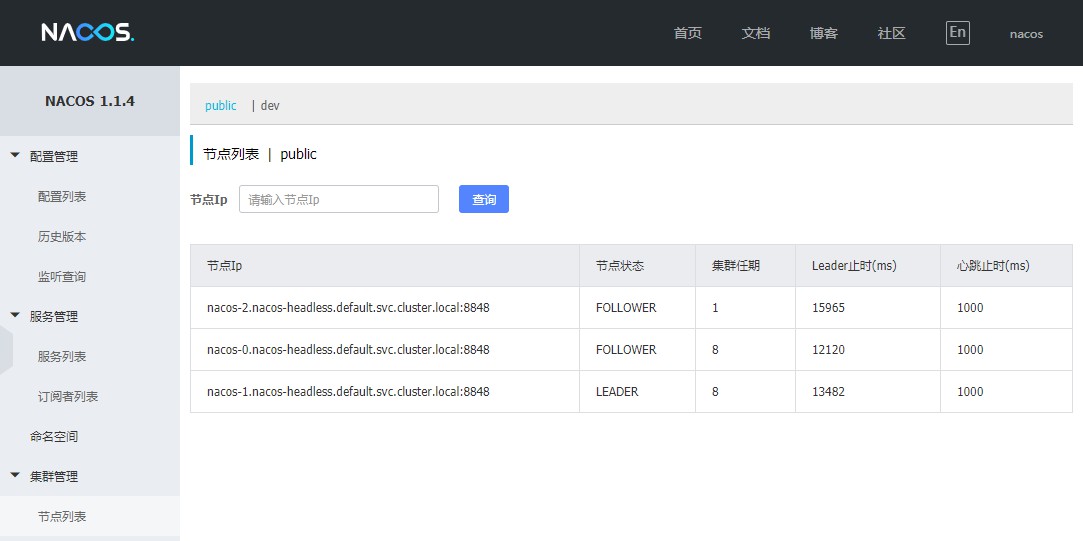 NACOS.
首页 文档 博客 社区 En nacos
NACOS 1.1.4
配置管理
配置列表
历史版本
监听查询
服务管理
服务列表
订阅者列表
命名空间
集群管理
节点列表
public | dev
节点列表 | public
节点Ip 请输入节点Ip 查询
节点Ip 节点状态 集群任期 Leader止时(ms) 心跳止时(ms)
nacos-2.nacos-headless.default.svc.cluster.local:8848 FOLLOWER 1 15965 1000
nacos-0.nacos-headless.default.svc.cluster.local:8848 FOLLOWER 8 12120 1000
nacos-1.nacos-headless.default.svc.cluster.local:8848 LEADER 8 13482 1000